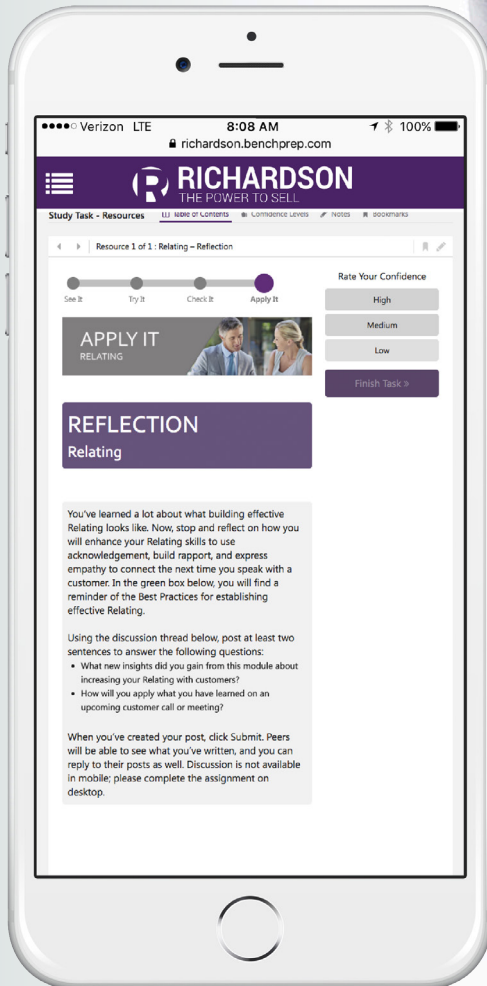 Verizon LTE 8:08 AM 100%
richardson.benchprep.com
R RICHARDSON
THE POWER TO SELL
Study Task - Resources Table of Contents Confidence Levels Notes Bookmarks
Resource 1 of 1 : Relating – Reflection
See It Try It Check It Apply It
APPLY IT
RELATING
Rate Your Confidence
High
Medium
Low
Finish Task »
REFLECTION
Relating
You've learned a lot about what building effective
Relating looks like. Now, stop and reflect on how you
will enhance your Relating skills to use
acknowledgement, build rapport, and express
empathy to connect the next time you speak with a
customer. In the green box below, you will find a
reminder of the Best Practices for establishing
effective Relating.
Using the discussion thread below, post at least two
sentences to answer the following questions:
• What new insights did you gain from this module about
increasing your Relating with customers?
• How will you apply what you have learned on an
upcoming customer call or meeting?
When you've created your post, click Submit. Peers
will be able to see what you've written, and you can
reply to their posts as well. Discussion is not available
in mobile; please complete the assignment on
desktop.